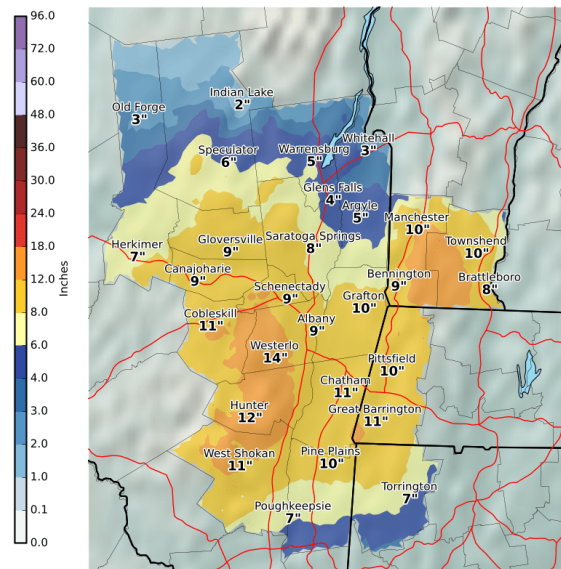 96.0
72.0
60.0
48.0
36.0
30.0
24.0
18.0
12.0
8.0
6.0
4.0
3.0
2.0
1.0
0.1
0.0
Inches
Indian Lake
2"
Old Forge
3"
Whitehall
3"
Speculator
6"
Warrensburg
5"
Glens Falls
4"
Argyle
5"
Manchester
10"
Herkimer
7"
Gloversville
9"
Saratoga Springs
8"
Townshend
10"
Canajoharie
9"
Bennington
9"
Brattleboro
8"
Schenectady
9"
Grafton
10"
Cobleskill
11"
Albany
9"
Westerlo
14"
Pittsfield
10"
Chatham
11"
Hunter
12"
Great Barrington
11"
West Shokan
11"
Pine Plains
10"
Torrington
7"
Poughkeepsie
7"